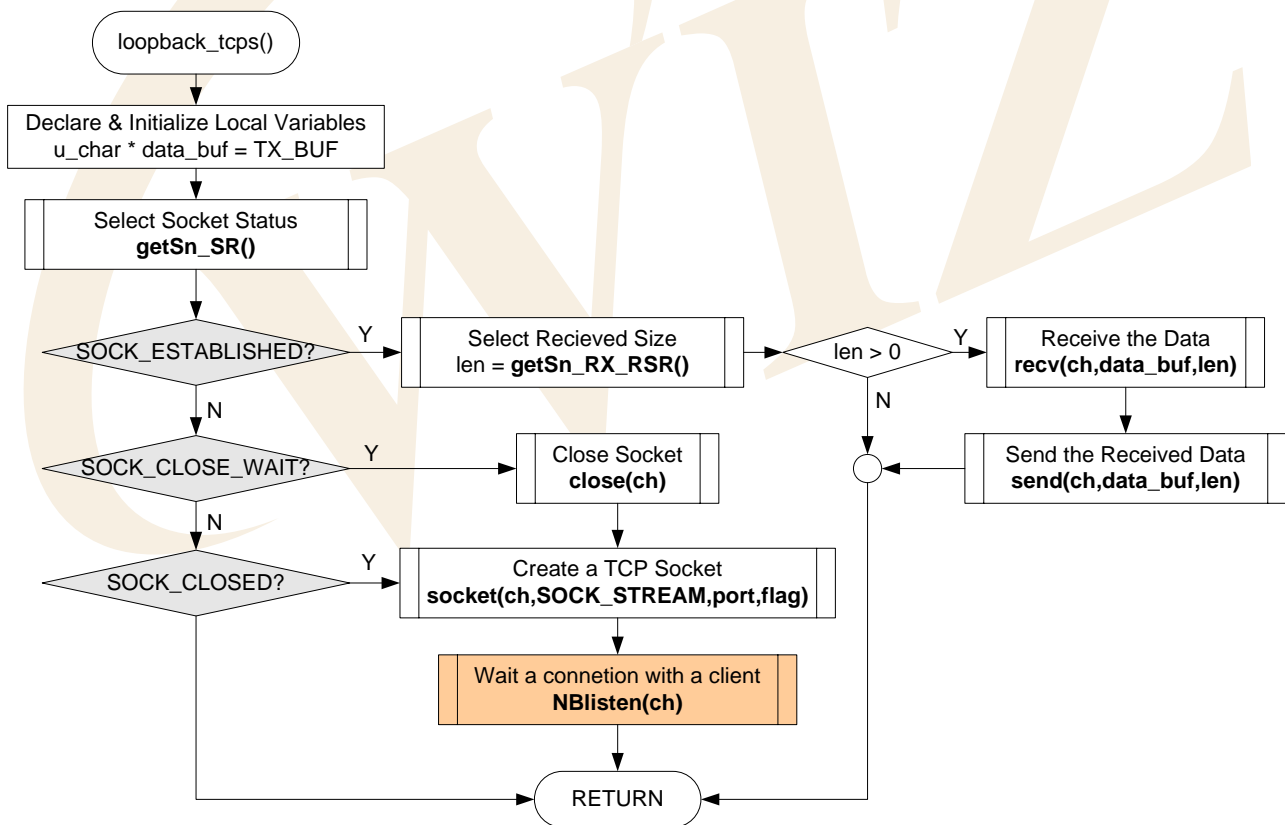 loopback_tcps()
Declare & Initialize Local Variables
u_char * data_buf = TX_BUF
Select Socket Status
getSn_SR()
SOCK_ESTABLISHED?
Y
Select Recieved Size
len = getSn_RX_RSR()
len > 0
Y
Receive the Data
recv(ch,data_buf,len)
N
N
SOCK_CLOSE_WAIT?
Y
Close Socket
close(ch)
Send the Received Data
send(ch,data_buf,len)
N
SOCK_CLOSED?
Y
Create a TCP Socket
socket(ch,SOCK_STREAM,port,flag)
Wait a connetion with a client
NBlisten(ch)
RETURN
WIZ